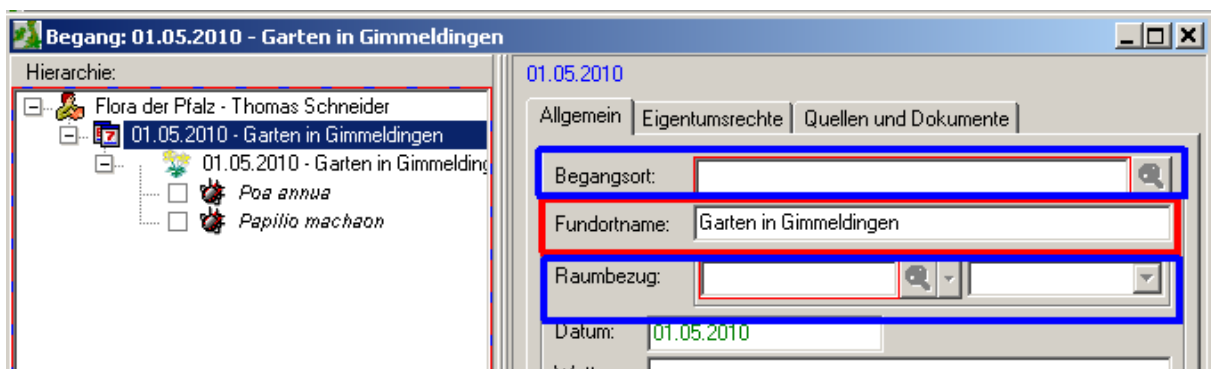 Begang: 01.05.2010 - Garten in Gimmeldingen
Hierarchie:
Flora der Pfalz - Thomas Schneider
7 01.05.2010 - Garten in Gimmeldingen
01.05.2010 - Garten in Gimmelding
Poa annua
Papilio machaon
01.05.2010
Allgemein Eigentumsrechte Quellen und Dokumente
Begangsort:
Fundortname: Garten in Gimmeldingen
Raumbezug:
Datum: 01.05.2010